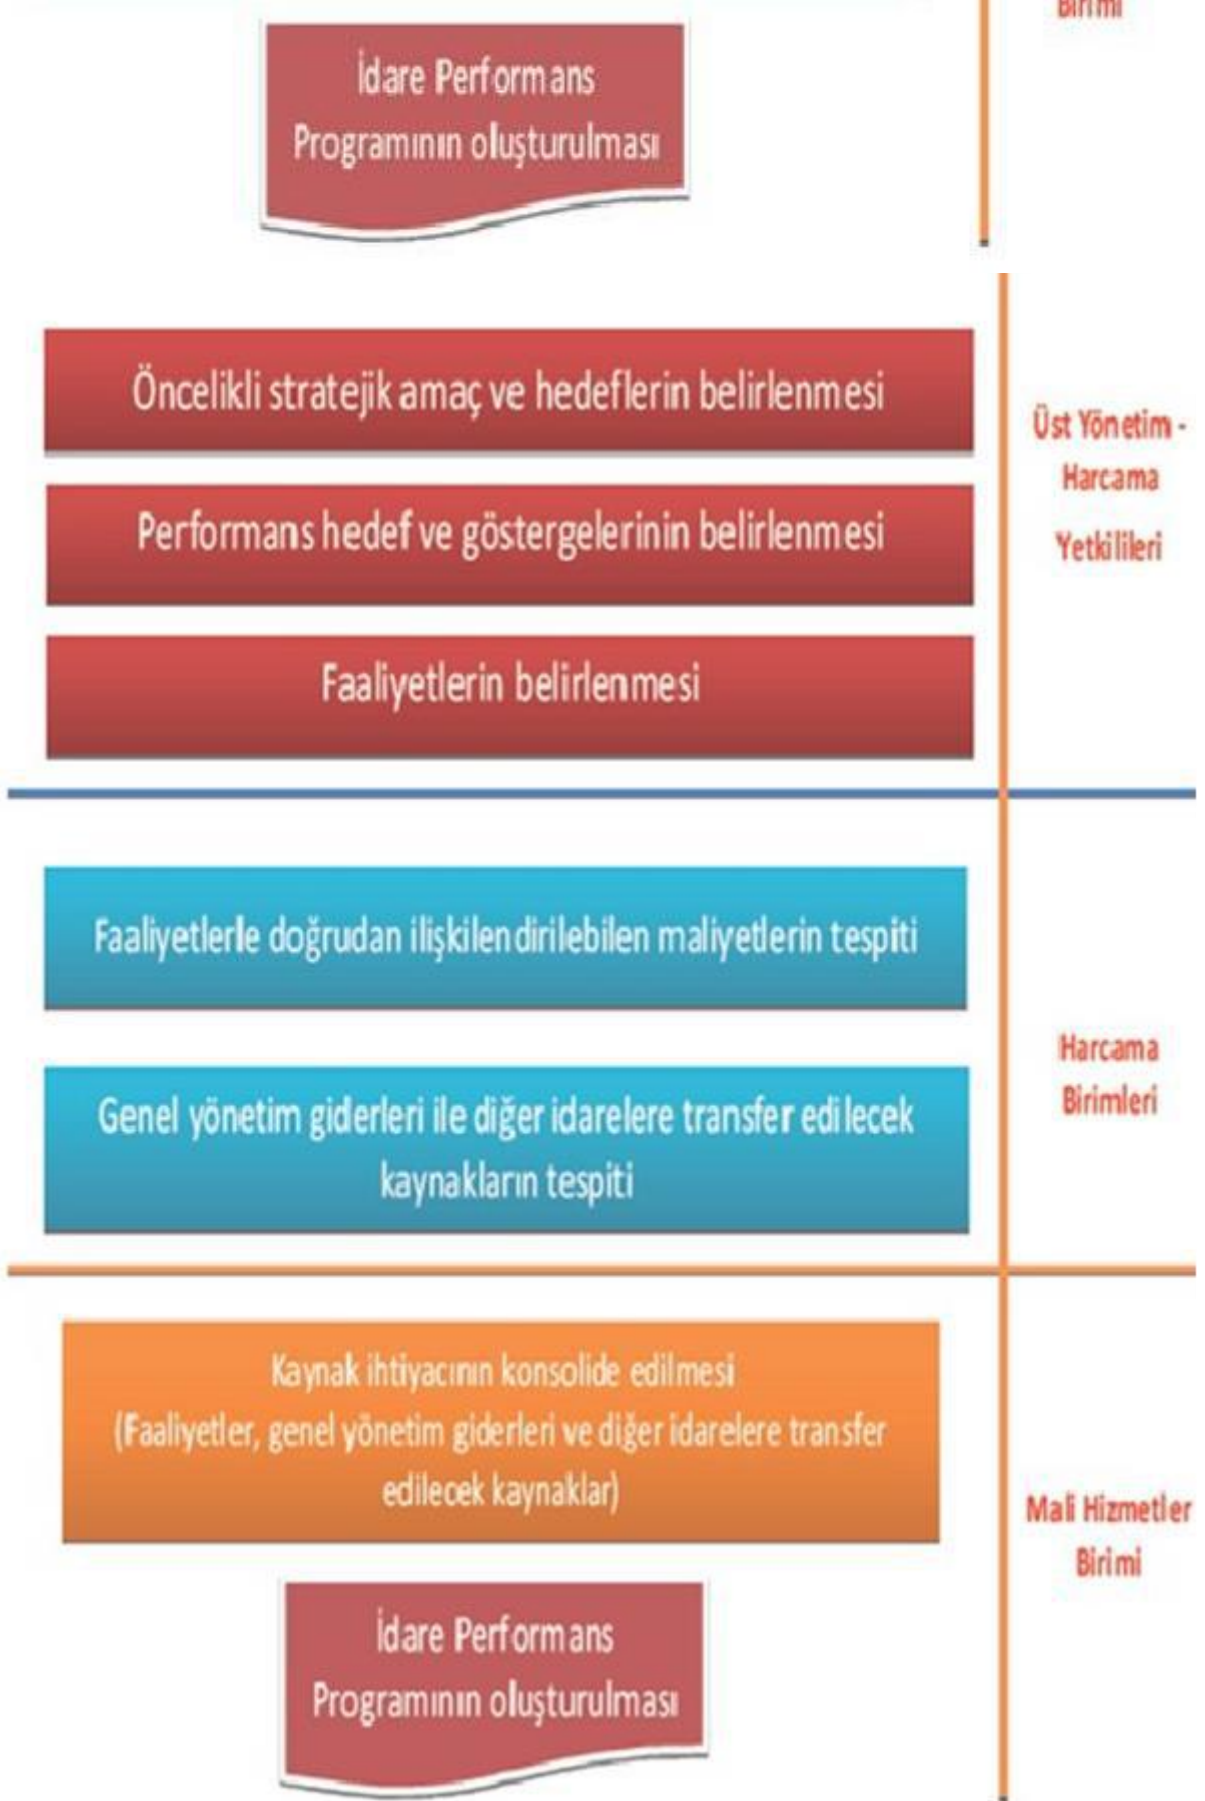 Birimi
İdare Performans
Programının oluşturulması
Öncelikli stratejik amaç ve hedeflerin belirlenmesi
Performans hedef ve göstergelerinin belirlenmesi
Faaliyetlerin belirlenmesi
Üst Yönetim -
Harcama
Yetkilileri
Faaliyetlerle doğrudan ilişkilendirilebilen maliyetlerin tespiti
Genel yönetim giderleri ile diğer idarelere transfer edilecek
kaynakların tespiti
Harcama
Birimleri
Kaynak ihtiyacının konsolide edilmesi
(Faaliyetler, genel yönetim giderleri ve diğer idarelere transfer
edilecek kaynaklar)
Mali Hizmetler
Birimi
İdare Performans
Programının oluşturulması